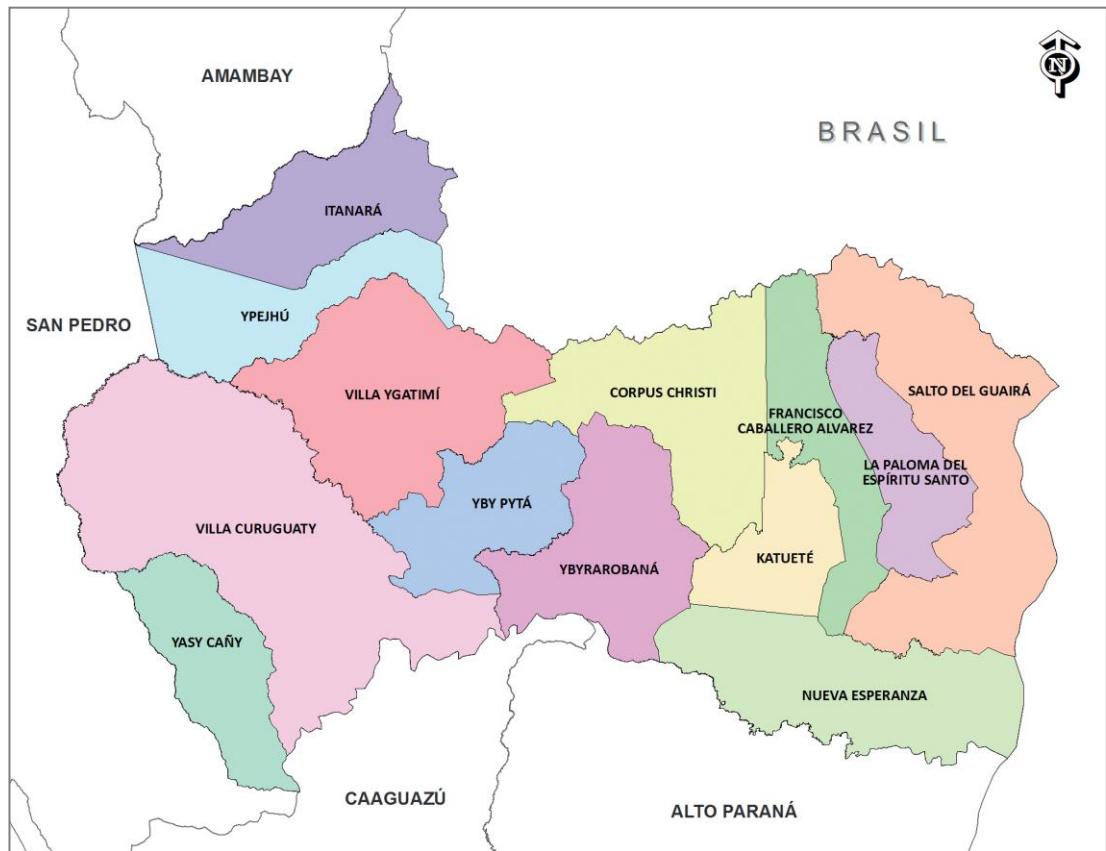 AMAMBAY
N
BRASIL
ITANARÁ
YPEJHÚ
SAN PEDRO
VILLA YGATIMÍ
CORPUS CHRISTI
SALTO DEL GUAIRÁ
FRANCISCO
CABALLERO ALVAREZ
LA PALOMA DEL
ESPÍRITU SANTO
YBY PYTÁ
VILLA CURUGUATY
YBYRAROBANÁ
KATUETÉ
YASY CAÑY
NUEVA ESPERANZA
CAAGUAZÚ
ALTO PARANÁ